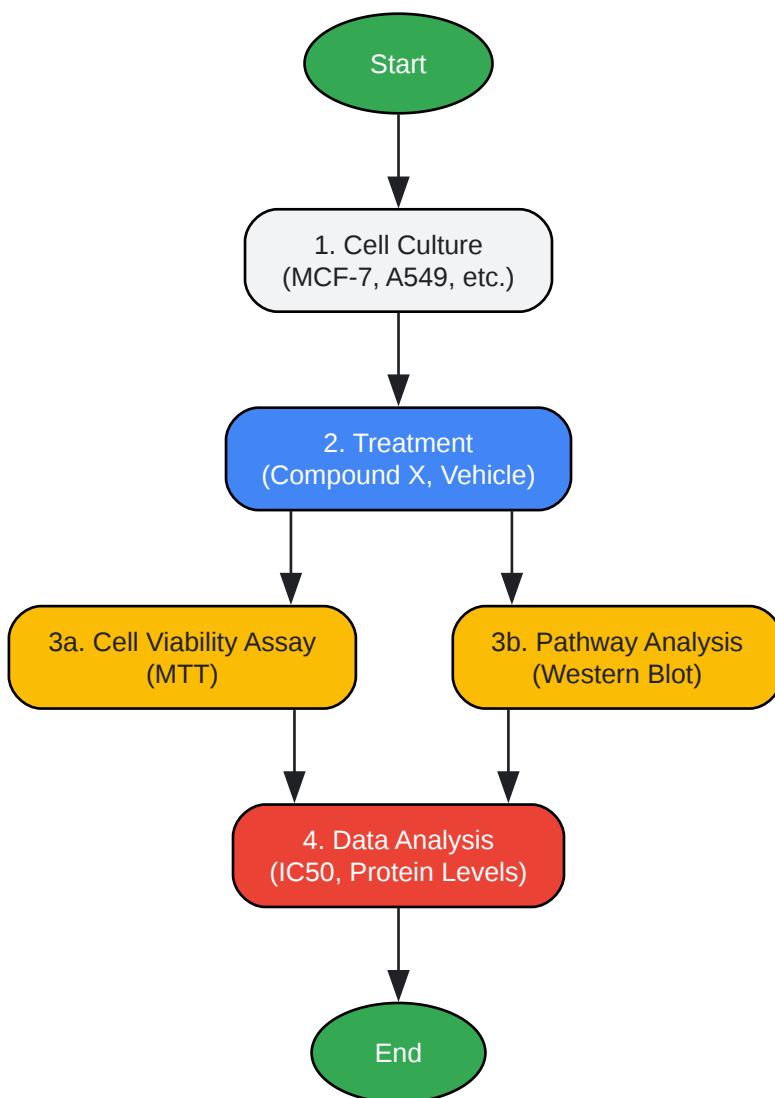 Start
1. Cell Culture
(MCF-7, A549, etc.)
2. Treatment
(Compound X, Vehicle)
3a. Cell Viability Assay
(MTT)
3b. Pathway Analysis
(Western Blot)
4. Data Analysis
(IC50, Protein Levels)
End